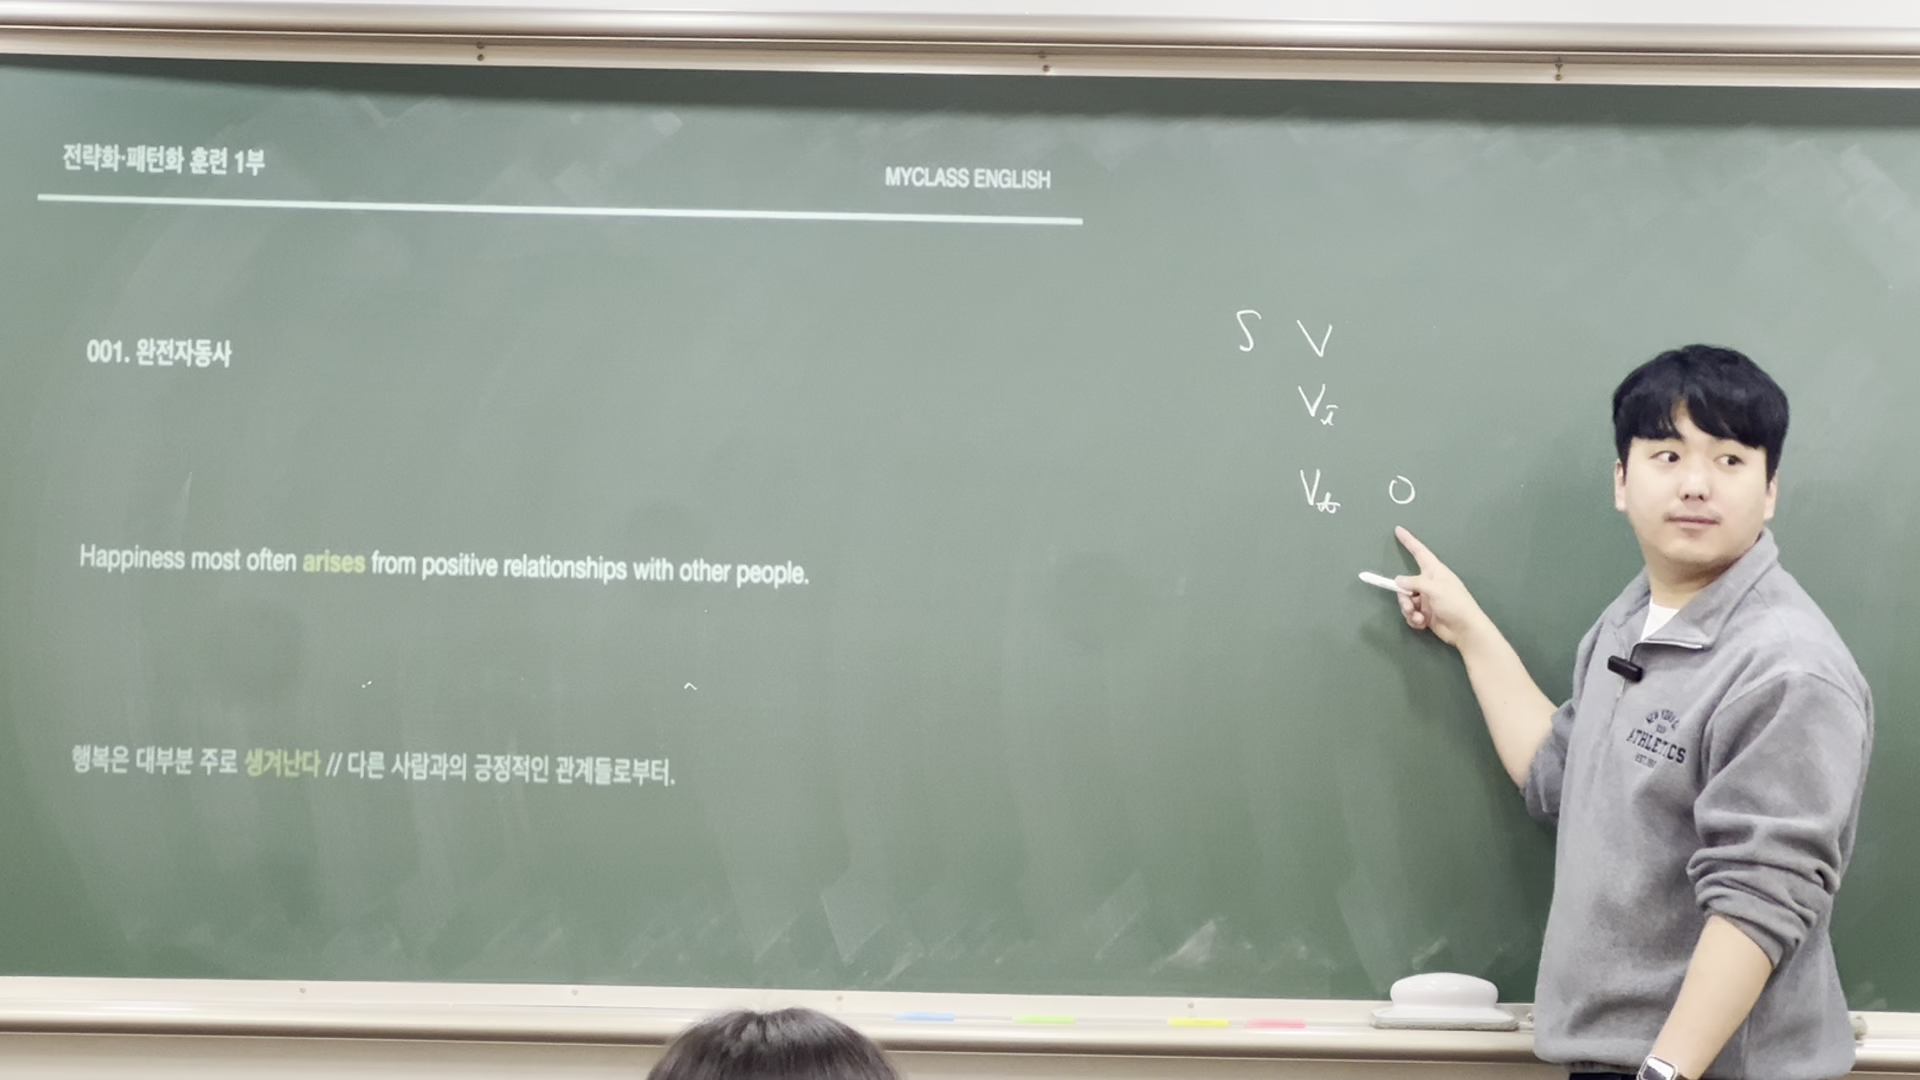 전략화·패턴화 훈련 1부
MYCLASS ENGLISH
001. 완전자동사
S V
Vi
Vt O
Happiness most often arises from positive relationships with other people.
행복은 대부분 주로 생겨난다 // 다른 사람과의 긍정적인 관계들로부터.
NEW YORK
ATHLETICS